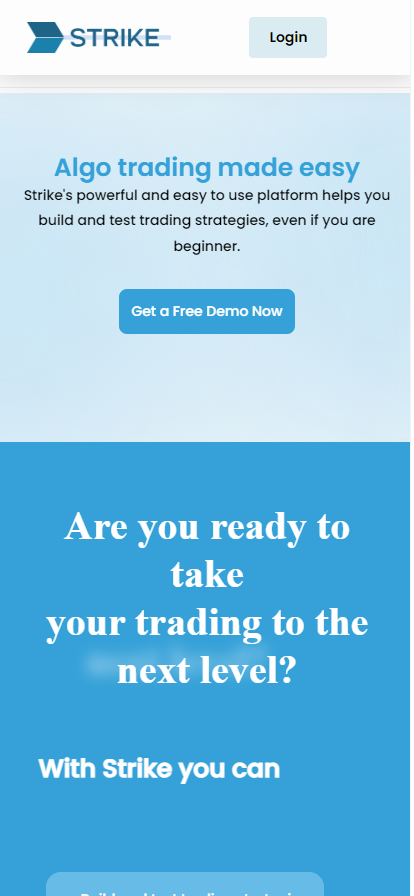 STRIKE
Login
Algo trading made easy
Strike's powerful and easy to use platform helps you
build and test trading strategies, even if you are
beginner.
Get a Free Demo Now
Are you ready to
take
your trading to the
next level?
With Strike you can